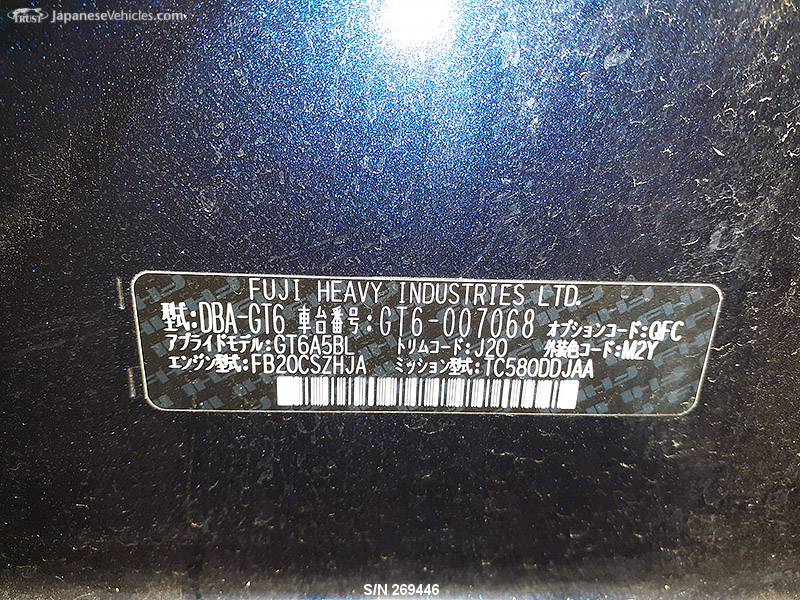 TRUST JapaneseVehicles.com
FUJI HEAVY INDUSTRIES LTD.
型式:DBA-GT6 車台番号:GT6-007068 オプションコード:QFC
アプライドモデル:GT6A5BL トリムコード:J20 外装色コード:M2Y
エンジン型式:FB20CSZHJA ミッション型式:TC580DDJAA
S/N 269446